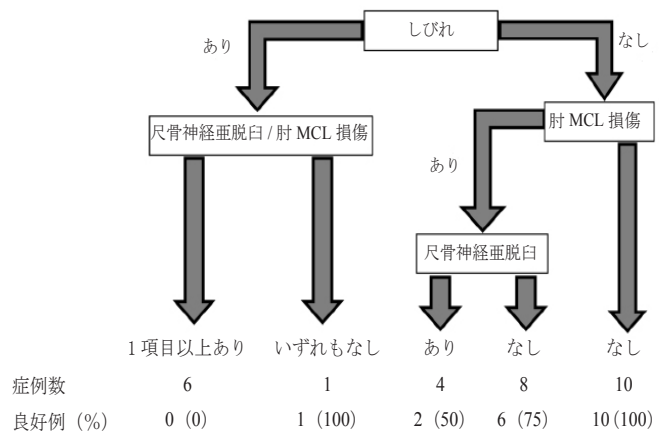 しびれ
あり
なし
尺骨神経亜脱臼 / 肘 MCL 損傷
肘 MCL 損傷
あり
尺骨神経亜脱臼
1 項目以上あり いずれもなし あり なし なし
症例数 6 1 4 8 10
良好例（%） 0（0） 1（100） 2（50） 6（75） 10（100）